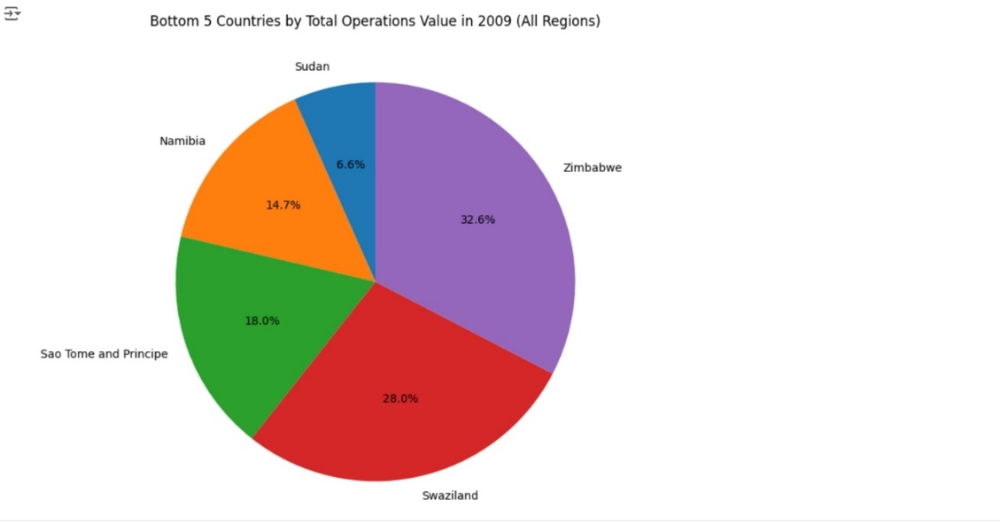 Bottom 5 Countries by Total Operations Value in 2009 (All Regions)
Sudan
Namibia
Zimbabwe
6.6%
14.7%
32.6%
18.0%
Sao Tome and Principe
28.0%
Swaziland